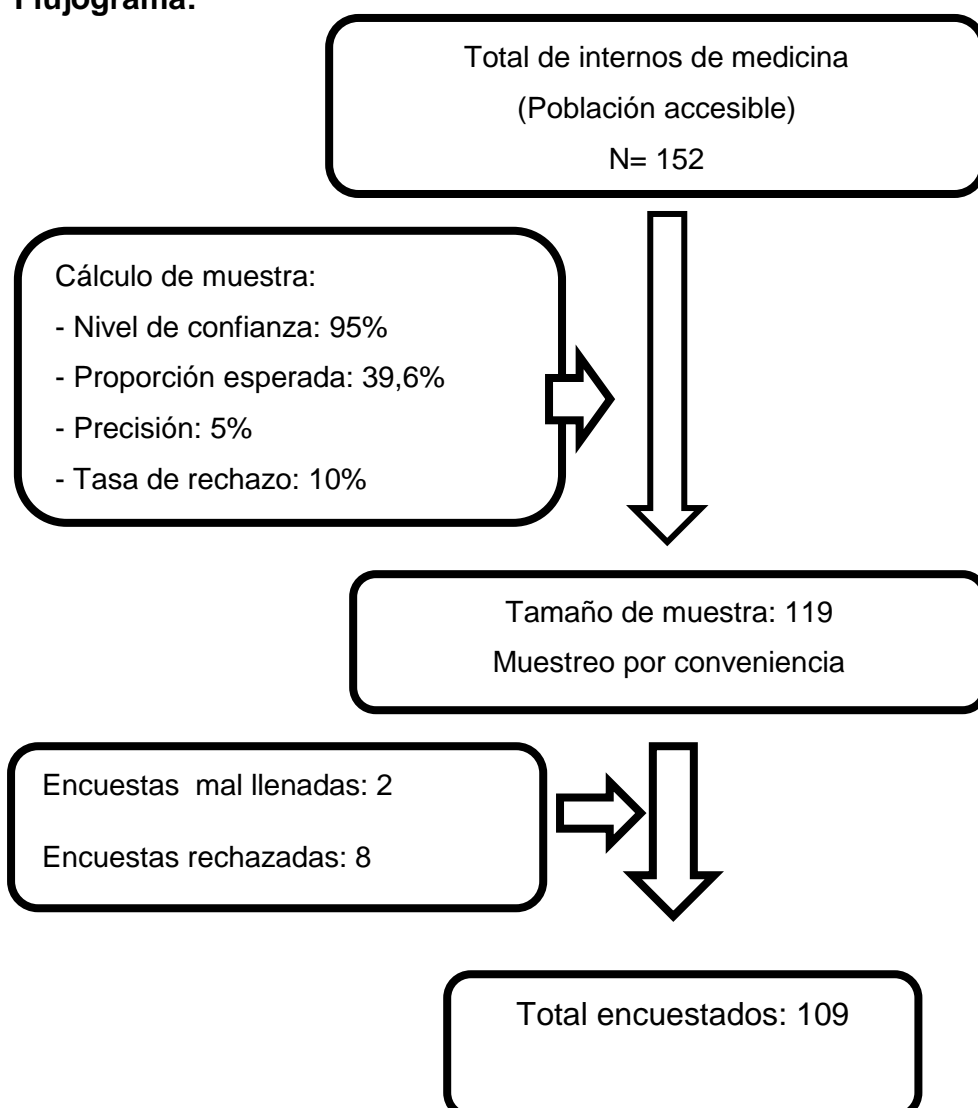 Flujograma:
Total de internos de medicina
(Población accesible)
N= 152
Cálculo de muestra:
- Nivel de confianza: 95%
- Proporción esperada: 39,6%
- Precisión: 5%
- Tasa de rechazo: 10%
Tamaño de muestra: 119
Muestreo por conveniencia
Encuestas mal llenadas: 2
Encuestas rechazadas: 8
Total encuestados: 109